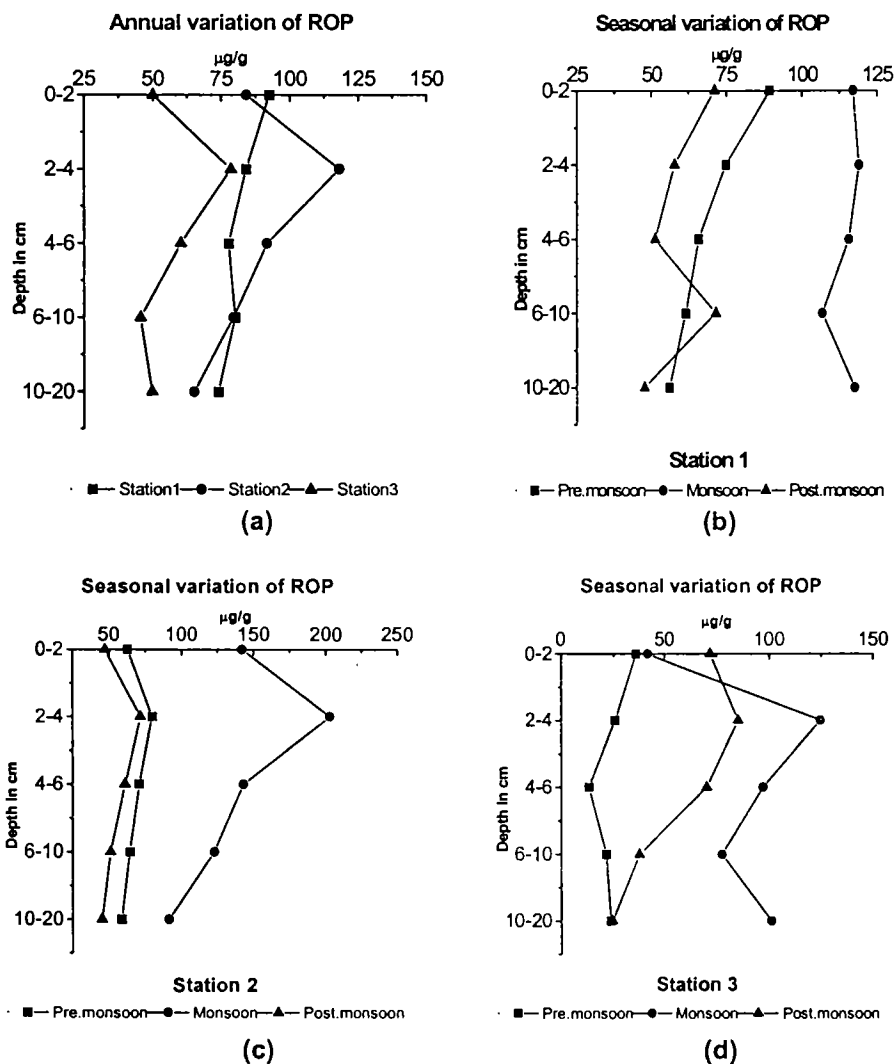 Annual variation of ROP
µg/g
25 50 75 100 125 150
0-2
2-4
4-6
6-10
10-20
Depth in cm
Station1 Station2 Station3
(a)
Seasonal variation of ROP
µg/g
25 50 75 100 125
0-2
2-4
4-6
6-10
10-20
Depth in cm
Station 1
Pre.monsoon Monsoon Post.monsoon
(b)
Seasonal variation of ROP
µg/g
50 100 150 200 250
0-2
2-4
4-6
6-10
10-20
Depth In cm
Station 2
Pre.monsoon Monsoon Post.monsoon
(c)
Seasonal variation of ROP
µg/g
0 50 100 150
0-2
2-4
4-6
6-10
10-20
Depth In cm
Station 3
Pre.monsoon Monsoon Post.monsoon
(d)